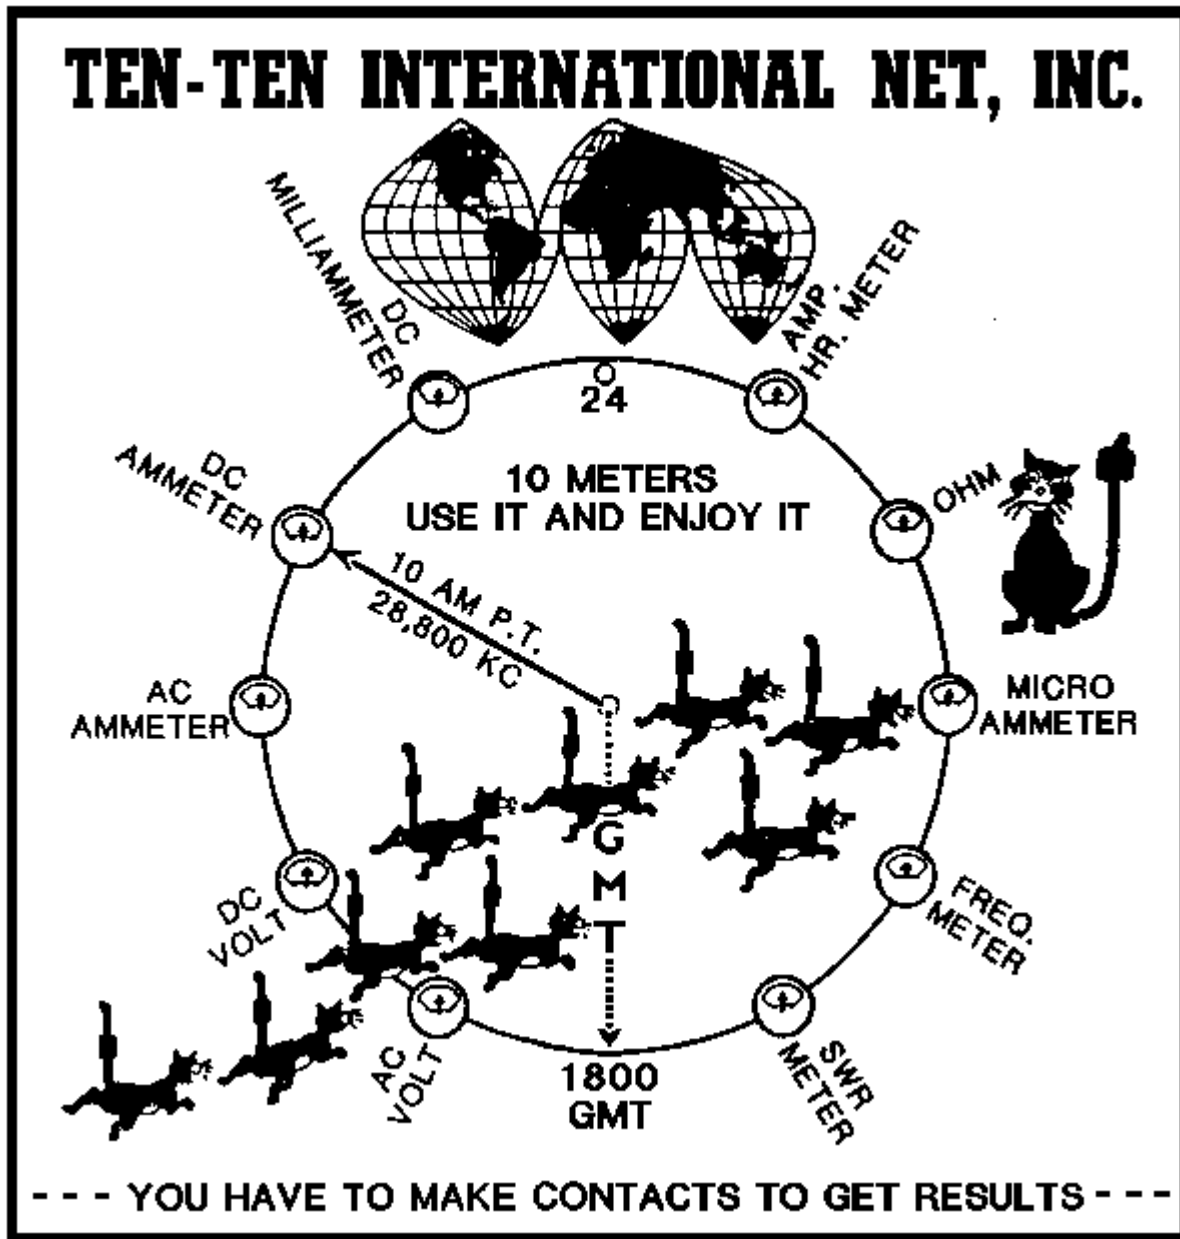 TEN-TEN INTERNATIONAL NET, INC.
DC
MILLIAMMETER
AMP.
HR. METER
24
10 METERS
USE IT AND ENJOY IT
DC
AMMETER
OHM
10 AM P.T.
28,800 KC
AC
AMMETER
MICRO
AMMETER
GMT
DC
VOLT
FREQ.
METER
AC
VOLT
SWR
METER
1800
GMT
- - - YOU HAVE TO MAKE CONTACTS TO GET RESULTS - - -